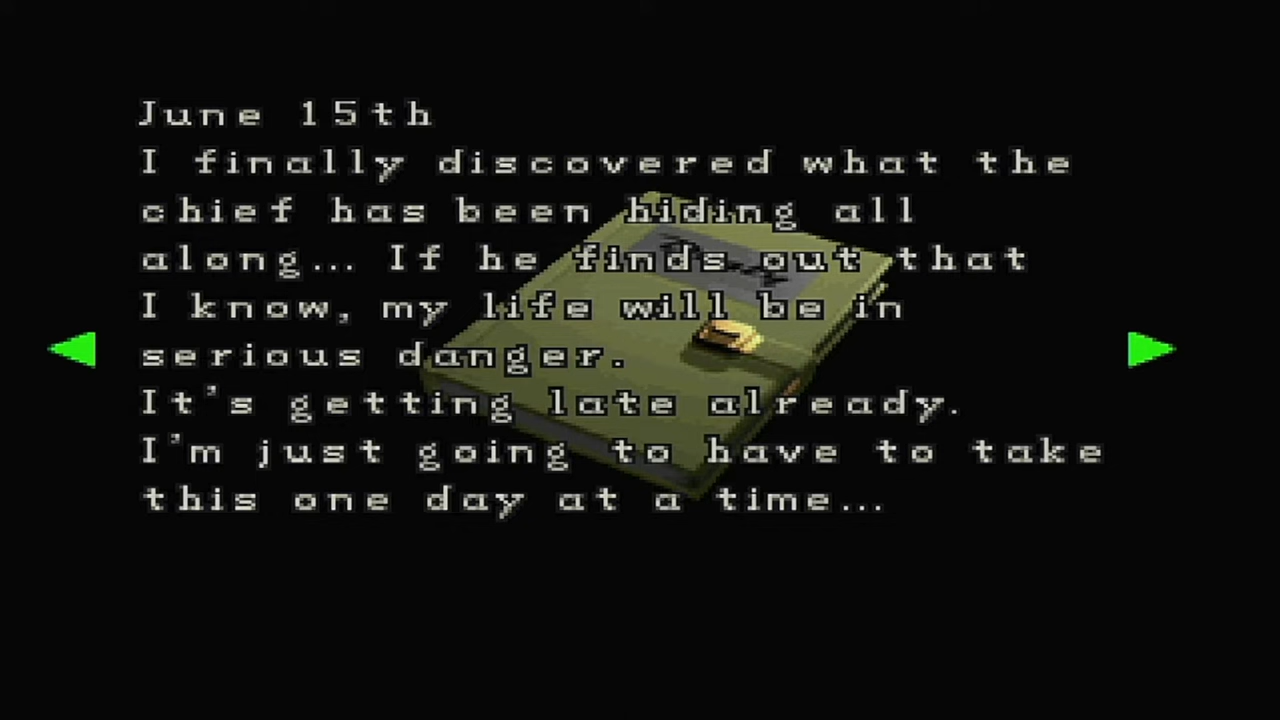 June 15th
I finally discovered what the
chief has been hiding all
along... If he finds out that
I know, my life will be in
serious danger.
It's getting late already.
I'm just going to have to take
this one day at a time...